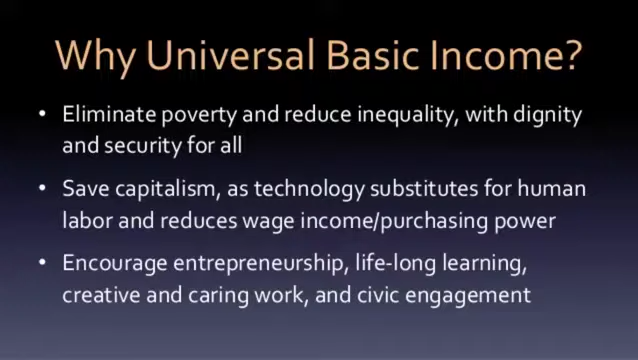 Why Universal Basic Income?
• Eliminate poverty and reduce inequality, with dignity
and security for all
• Save capitalism, as technology substitutes for human
labor and reduces wage income/purchasing power
• Encourage entrepreneurship, life-long learning,
creative and caring work, and civic engagement